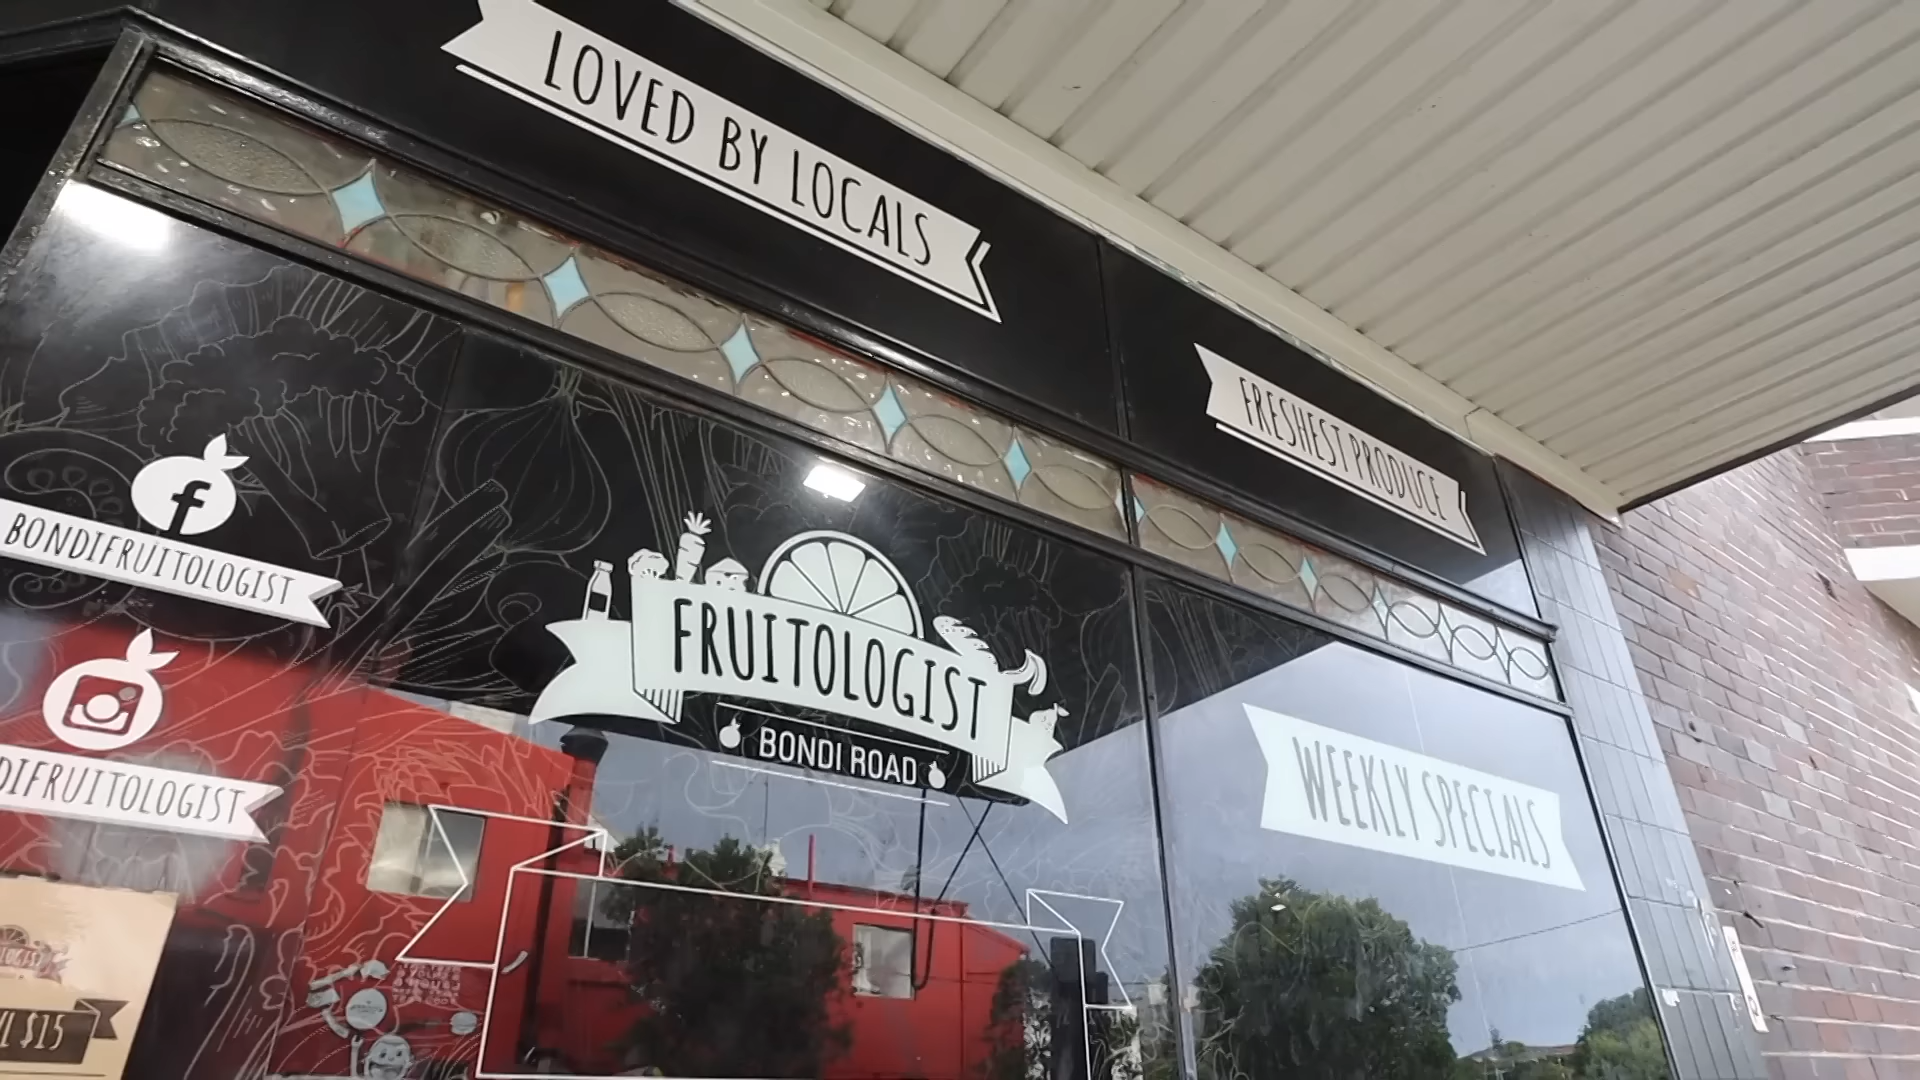 LOVED BY LOCALS
FRESHEST PRODUCE
f
BONDIFRUITOLOGIST
FRUITOLOGIST
BONDI ROAD
WEEKLY SPECIALS
DIFRUITOLOGIST
$15